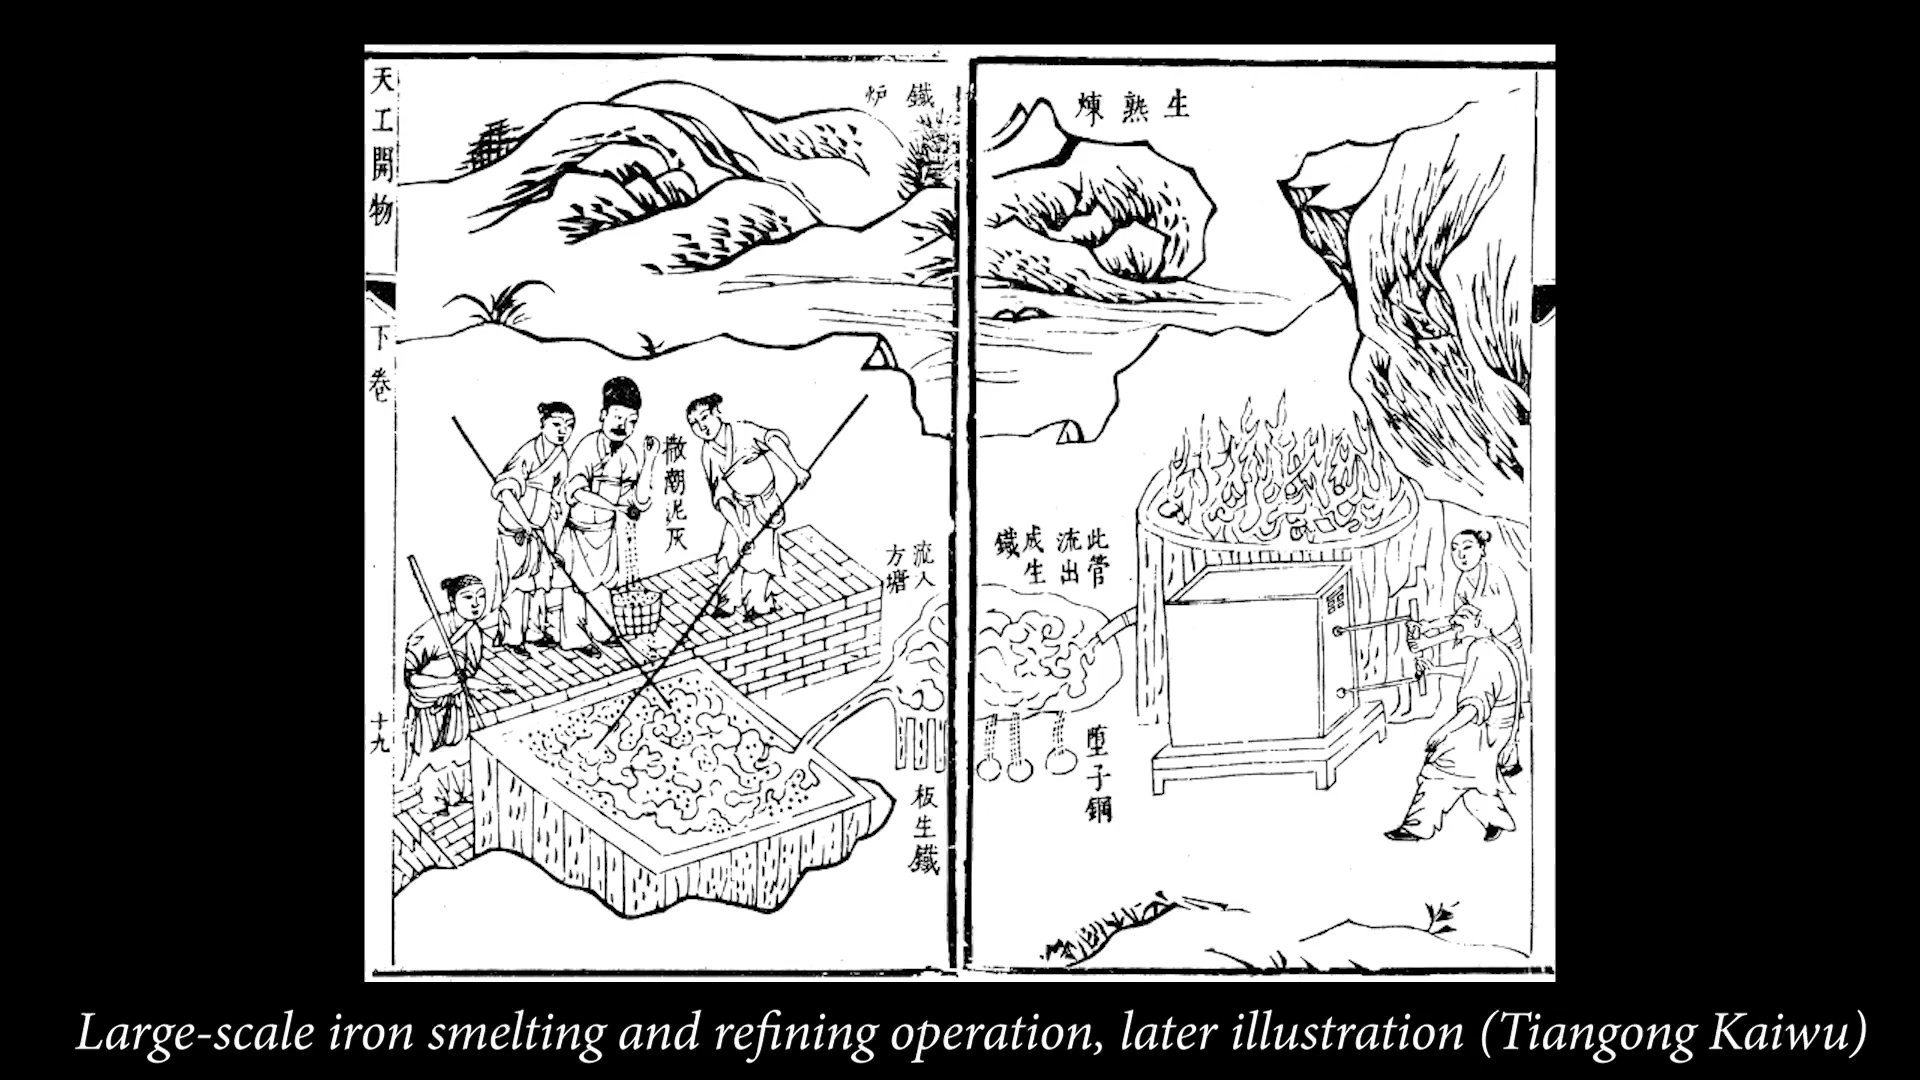 生熟煉
鐵炉
此管
流出
成生
鐵
堕子鋼
流入
方塘
板生鐵
撒潮泥灰
天工開物
下卷
十九
Large-scale iron smelting and refining operation, later illustration (Tiangong Kaiwu)